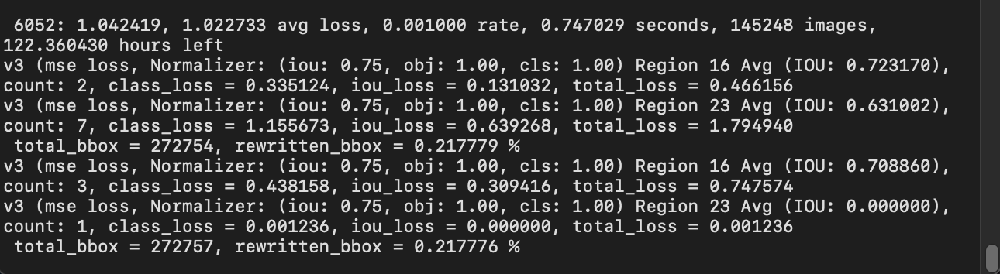 6052: 1.042419, 1.022733 avg loss, 0.001000 rate, 0.747029 seconds, 145248 images,
122.360430 hours left
v3 (mse loss, Normalizer: (iou: 0.75, obj: 1.00, cls: 1.00) Region 16 Avg (IOU: 0.723170),
count: 2, class_loss = 0.335124, iou_loss = 0.131032, total_loss = 0.466156
v3 (mse loss, Normalizer: (iou: 0.75, obj: 1.00, cls: 1.00) Region 23 Avg (IOU: 0.631002),
count: 7, class_loss = 1.155673, iou_loss = 0.639268, total_loss = 1.794940
total_bbox = 272754, rewritten_bbox = 0.217779 %
v3 (mse loss, Normalizer: (iou: 0.75, obj: 1.00, cls: 1.00) Region 16 Avg (IOU: 0.708860),
count: 3, class_loss = 0.438158, iou_loss = 0.309416, total_loss = 0.747574
v3 (mse loss, Normalizer: (iou: 0.75, obj: 1.00, cls: 1.00) Region 23 Avg (IOU: 0.000000),
count: 1, class_loss = 0.001236, iou_loss = 0.000000, total_loss = 0.001236
total_bbox = 272757, rewritten_bbox = 0.217776 %